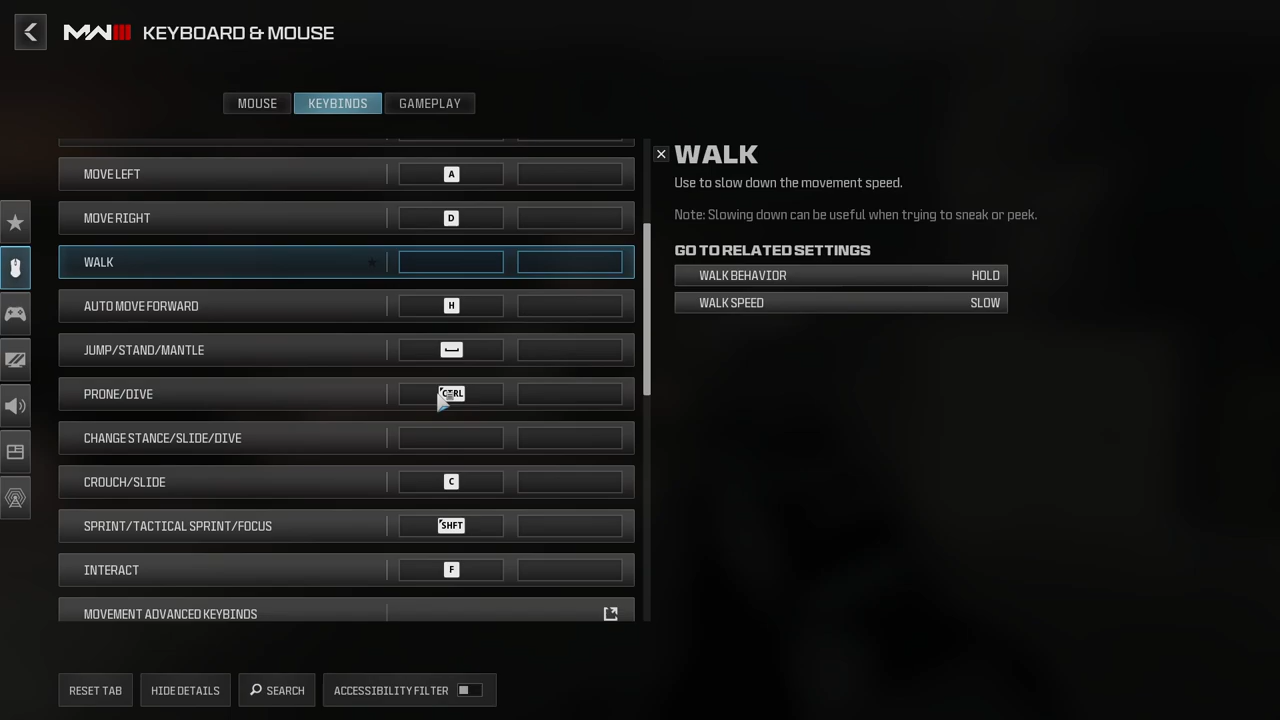 MWIII KEYBOARD & MOUSE
MOUSE KEYBINDS GAMEPLAY
MOVE LEFT A
MOVE RIGHT D
WALK
AUTO MOVE FORWARD H
JUMP/STAND/MANTLE
PRONE/DIVE CTRL
CHANGE STANCE/SLIDE/DIVE
CROUCH/SLIDE C
SPRINT/TACTICAL SPRINT/FOCUS SHFT
INTERACT F
MOVEMENT ADVANCED KEYBINDS
WALK
Use to slow down the movement speed.
Note: Slowing down can be useful when trying to sneak or peek.
GO TO RELATED SETTINGS
WALK BEHAVIOR HOLD
WALK SPEED SLOW
RESET TAB HIDE DETAILS SEARCH ACCESSIBILITY FILTER